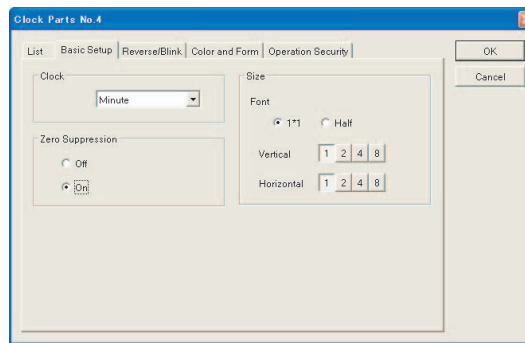 Clock Parts No.4
List Basic Setup Reverse/Blink Color and Form Operation Security
OK
Cancel
Clock
Minute
Zero Suppression
Off
On
Size
Font
1*1 Half
Vertical 1 2 4 8
Horizontal 1 2 4 8